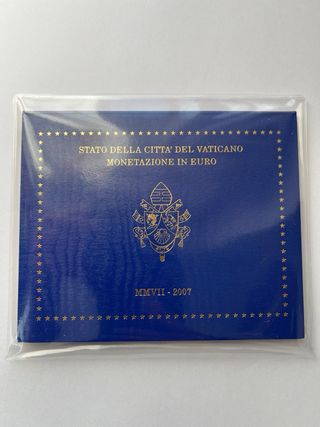 STATO DELLA CITTA' DEL VATICANO
MONETAZIONE IN EURO
MMVII - 2007